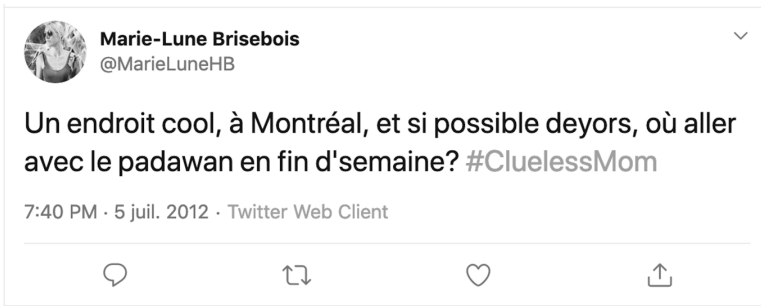 Marie-Lune Brisebois
@MarieLuneHB
Un endroit cool, à Montréal, et si possible deyors, où aller
avec le padawan en fin d'semaine? #CluelessMom
7:40 PM · 5 juil. 2012 · Twitter Web Client